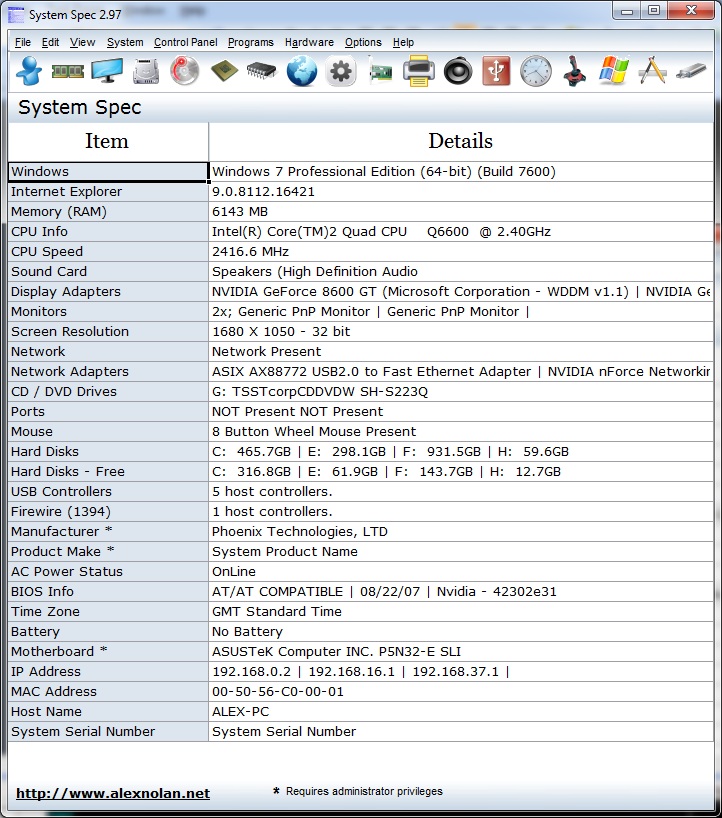 System Spec 2.97
File Edit View System Control Panel Programs Hardware Options Help
System Spec
Item Details
Windows Windows 7 Professional Edition (64-bit) (Build 7600)
Internet Explorer 9.0.8112.16421
Memory (RAM) 6143 MB
CPU Info Intel(R) Core(TM)2 Quad CPU Q6600 @ 2.40GHz
CPU Speed 2416.6 MHz
Sound Card Speakers (High Definition Audio
Display Adapters NVIDIA GeForce 8600 GT (Microsoft Corporation - WDDM v1.1) | NVIDIA Ge
Monitors 2x; Generic PnP Monitor | Generic PnP Monitor |
Screen Resolution 1680 X 1050 - 32 bit
Network Network Present
Network Adapters ASIX AX88772 USB2.0 to Fast Ethernet Adapter | NVIDIA nForce Networkin
CD / DVD Drives G: TSSTcorpCDDVDW SH-S223Q
Ports NOT Present NOT Present
Mouse 8 Button Wheel Mouse Present
Hard Disks C: 465.7GB | E: 298.1GB | F: 931.5GB | H: 59.6GB
Hard Disks - Free C: 316.8GB | E: 61.9GB | F: 143.7GB | H: 12.7GB
USB Controllers 5 host controllers.
Firewire (1394) 1 host controllers.
Manufacturer * Phoenix Technologies, LTD
Product Make * System Product Name
AC Power Status OnLine
BIOS Info AT/AT COMPATIBLE | 08/22/07 | Nvidia - 42302e31
Time Zone GMT Standard Time
Battery No Battery
Motherboard * ASUSTeK Computer INC. P5N32-E SLI
IP Address 192.168.0.2 | 192.168.16.1 | 192.168.37.1 |
MAC Address 00-50-56-C0-00-01
Host Name ALEX-PC
System Serial Number System Serial Number
http://www.alexnolan.net * Requires administrator privileges